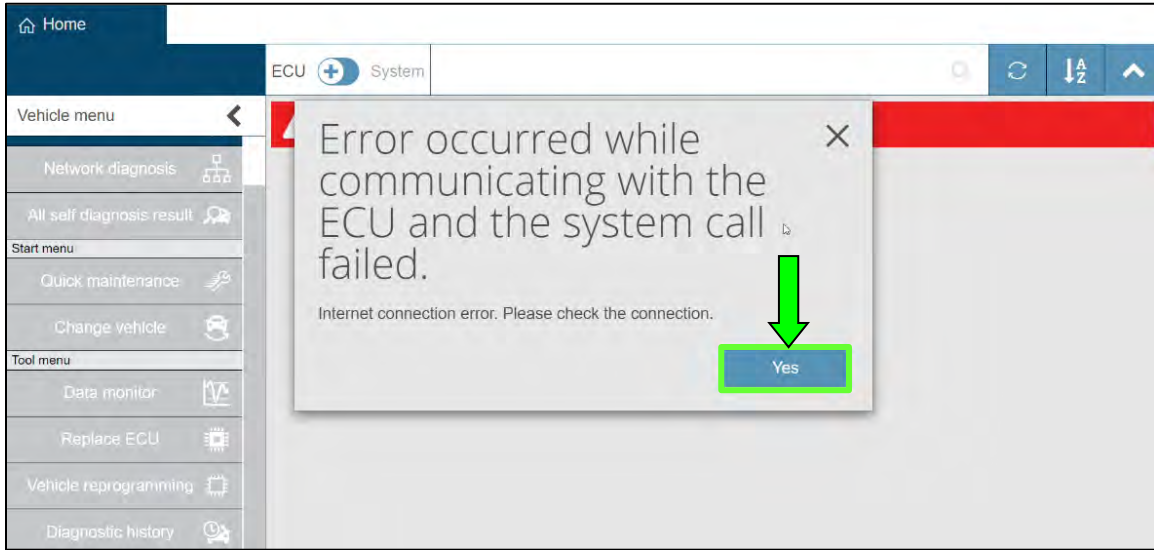 Home
ECU
System
A
Z
Vehicle menu
Error occurred while
communicating with the
ECU and the system call
failed.
Internet connection error. Please check the connection.
Yes
Network diagnosis
All self diagnosis result
Start menu
Quick maintenance
Change vehicle
Tool menu
Data monitor
Replace ECU
Vehicle reprogramming
Diagnostic history